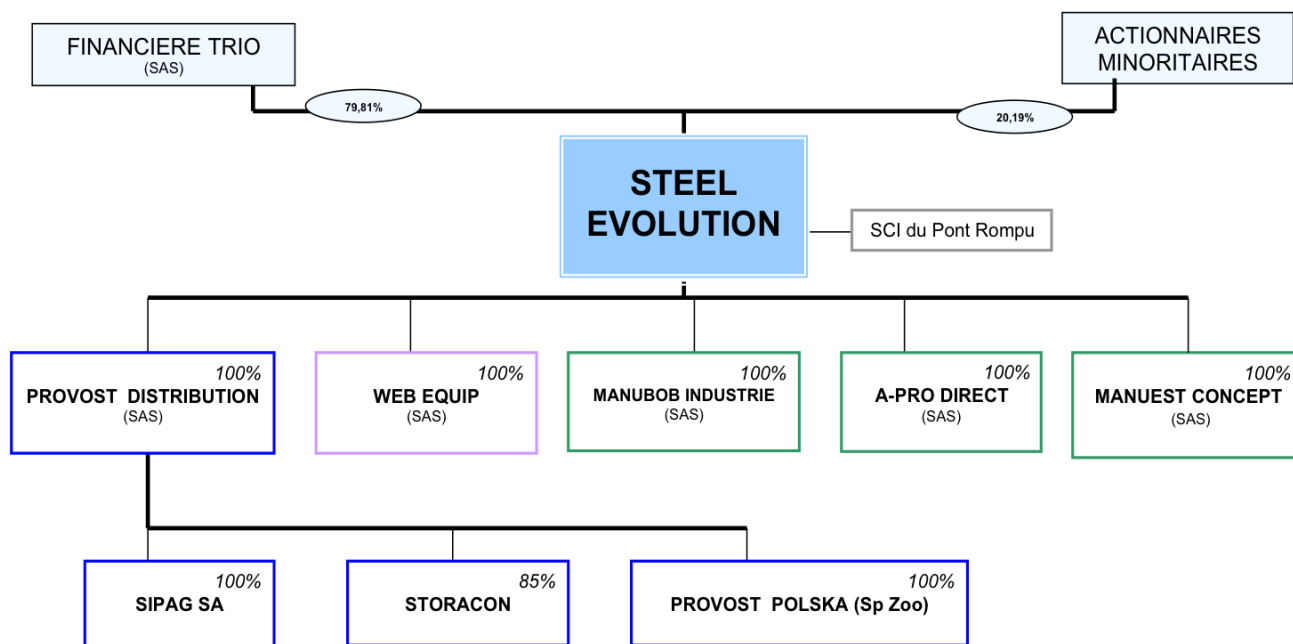 FINANCIERE TRIO
(SAS)
ACTIONNAIRES
MINORITAIRES
79,81%
20,19%
STEEL
EVOLUTION
SCI du Pont Rompu
100%
PROVOST DISTRIBUTION
(SAS)
100%
WEB EQUIP
(SAS)
100%
MANUBOB INDUSTRIE
(SAS)
100%
A-PRO DIRECT
(SAS)
100%
MANUEST CONCEPT
(SAS)
100%
SIPAG SA
85%
STORACON
100%
PROVOST POLSKA (Sp Zoo)